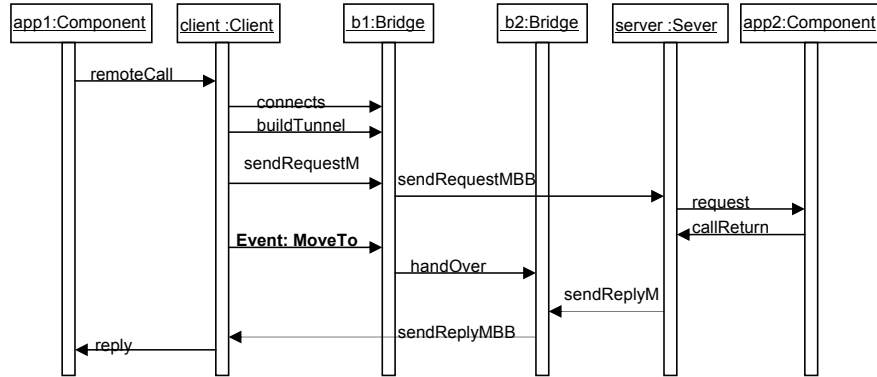 app1:Component
client :Client
b1:Bridge
b2:Bridge
server :Sever
app2:Component
remoteCall
connects
buildTunnel
sendRequestM
sendRequestMBB
request
callReturn
Event: MoveTo
handOver
sendReplyM
sendReplyMBB
reply